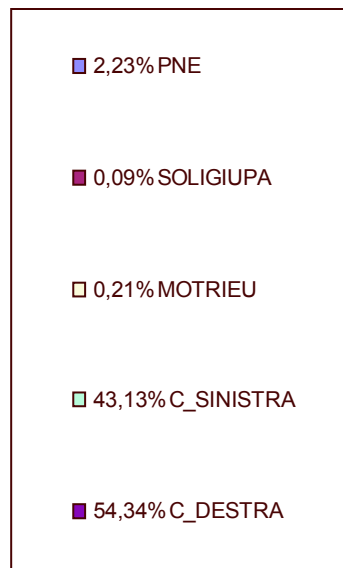 2,23% PNE
0,09% SOLIGIUPA
0,21% MOTRIEU
43,13% C_SINISTRA
54,34% C_DESTRA